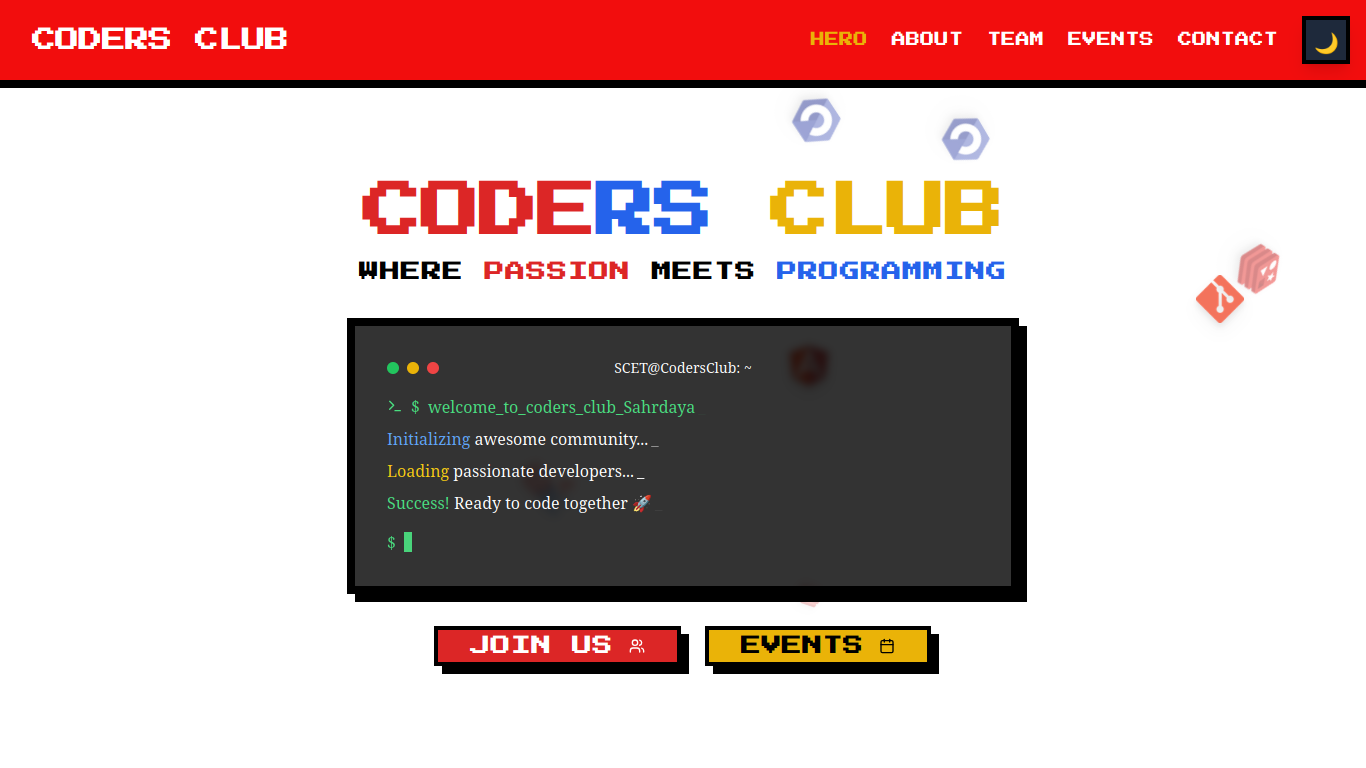 CODERS CLUB
HERO ABOUT TEAM EVENTS CONTACT
CODERS CLUB
WHERE PASSION MEETS PROGRAMMING
SCET@CodersClub: ~
>_ $ welcome_to_coders_club_Sahrdaya
Initializing awesome community... _
Loading passionate developers... _
Success! Ready to code together 🚀 _
$
JOIN US
EVENTS